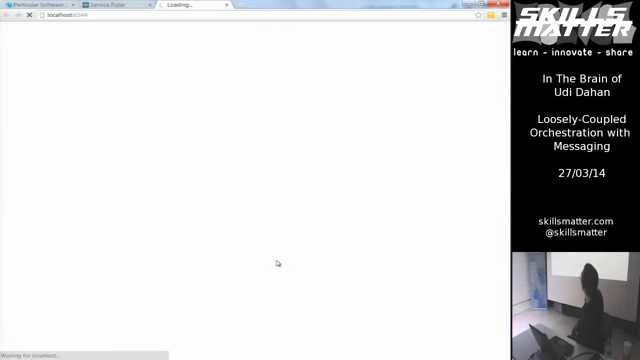 Particular Software
Service Pulse
Loading...
localhost:6544
Waiting for localhost...
SKILLS
MATTER
learn - innovate - share
In The Brain of
Udi Dahan
Loosely-Coupled
Orchestration with
Messaging
27/03/14
skillsmatter.com
@skillsmatter